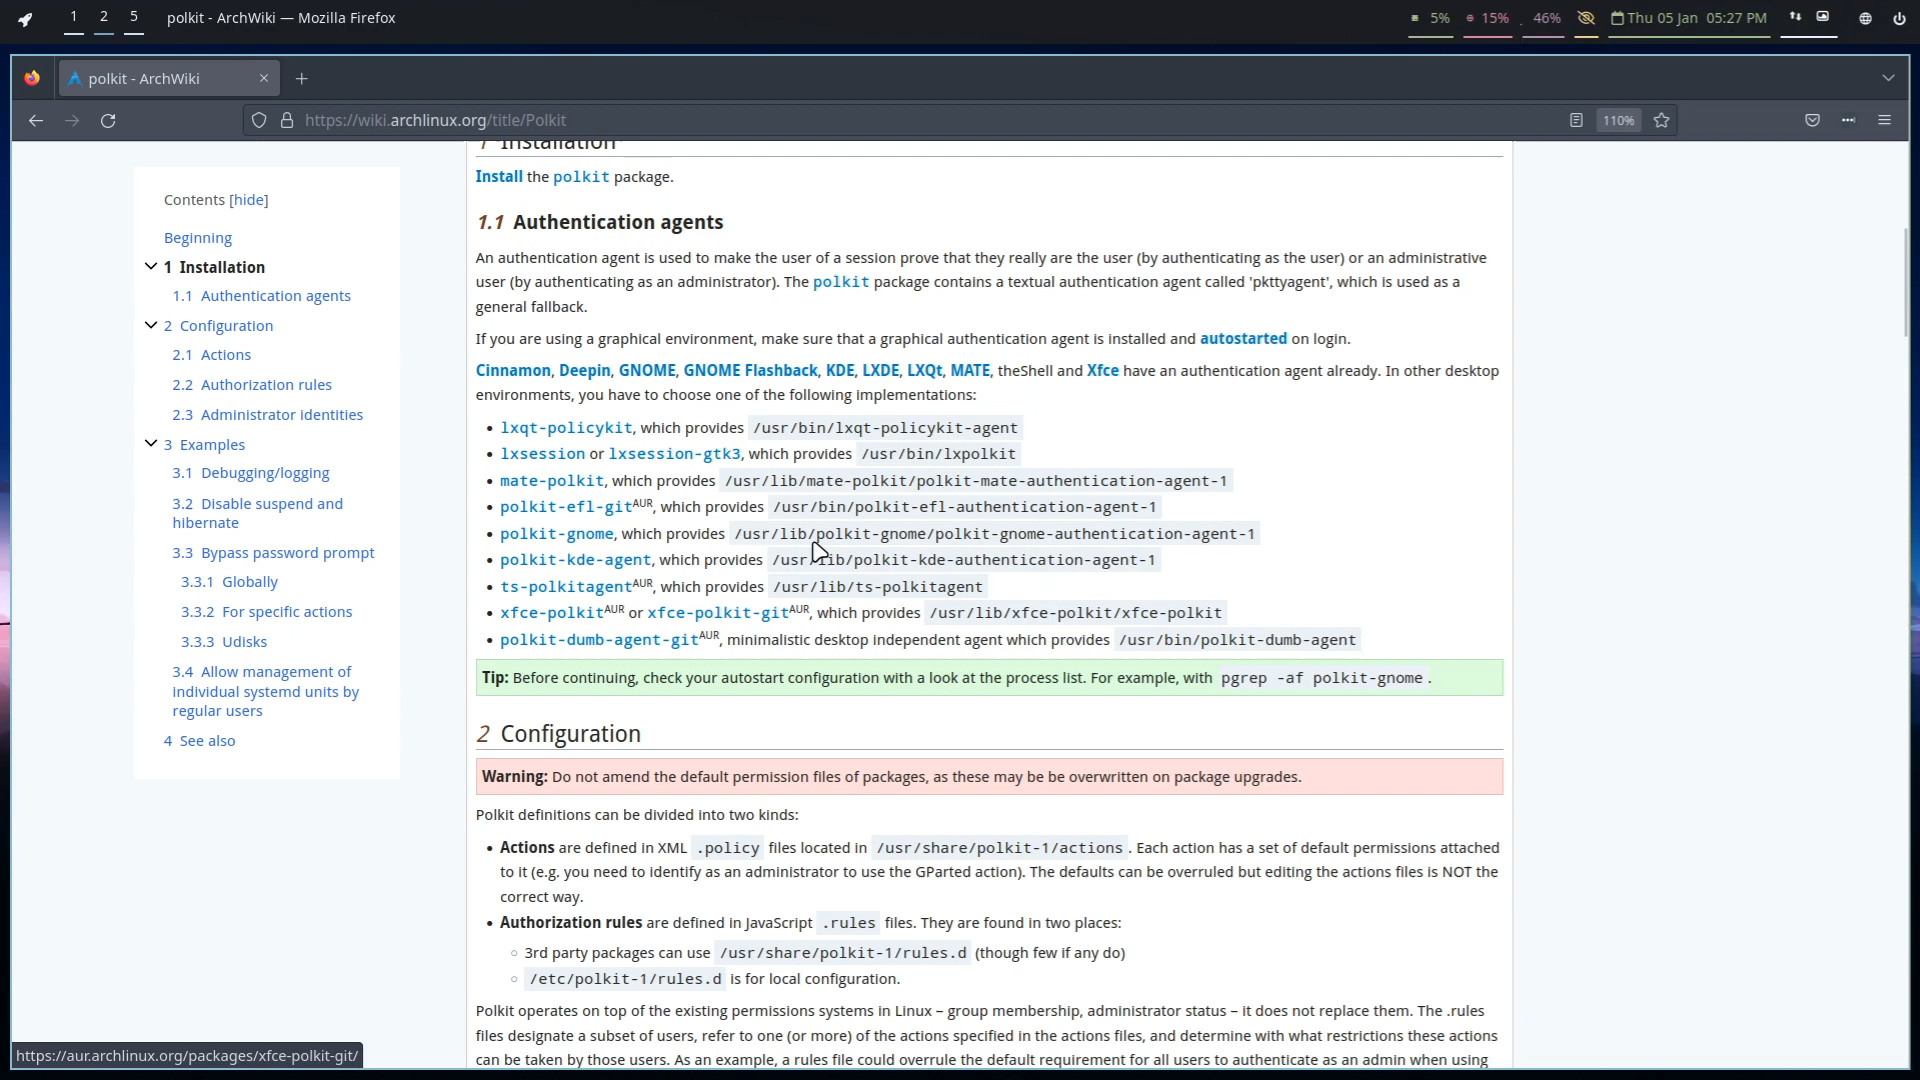 1 2 5 polkit - ArchWiki — Mozilla Firefox 5% 15% 46% Thu 05 Jan 05:27 PM
polkit - ArchWiki
https://wiki.archlinux.org/title/Polkit 110%
Contents [hide]
Beginning
1 Installation
1.1 Authentication agents
2 Configuration
2.1 Actions
2.2 Authorization rules
2.3 Administrator identities
3 Examples
3.1 Debugging/logging
3.2 Disable suspend and
hibernate
3.3 Bypass password prompt
3.3.1 Globally
3.3.2 For specific actions
3.3.3 Udisks
3.4 Allow management of
individual systemd units by
regular users
4 See also
1 Installation
Install the polkit package.
1.1 Authentication agents
An authentication agent is used to make the user of a session prove that they really are the user (by authenticating as the user) or an administrative
user (by authenticating as an administrator). The polkit package contains a textual authentication agent called 'pkttyagent', which is used as a
general fallback.
If you are using a graphical environment, make sure that a graphical authentication agent is installed and autostarted on login.
Cinnamon, Deepin, GNOME, GNOME Flashback, KDE, LXDE, LXQt, MATE, theShell and Xfce have an authentication agent already. In other desktop
environments, you have to choose one of the following implementations:
• lxqt-policykit, which provides /usr/bin/lxqt-policykit-agent
• lxsession or lxsession-gtk3, which provides /usr/bin/lxpolkit
• mate-polkit, which provides /usr/lib/mate-polkit/polkit-mate-authentication-agent-1
• polkit-efl-gitAUR, which provides /usr/bin/polkit-efl-authentication-agent-1
• polkit-gnome, which provides /usr/lib/polkit-gnome/polkit-gnome-authentication-agent-1
• polkit-kde-agent, which provides /usr/lib/polkit-kde-authentication-agent-1
• ts-polkitagentAUR, which provides /usr/lib/ts-polkitagent
• xfce-polkitAUR or xfce-polkit-gitAUR, which provides /usr/lib/xfce-polkit/xfce-polkit
• polkit-dumb-agent-gitAUR, minimalistic desktop independent agent which provides /usr/bin/polkit-dumb-agent
Tip: Before continuing, check your autostart configuration with a look at the process list. For example, with pgrep -af polkit-gnome.
2 Configuration
Warning: Do not amend the default permission files of packages, as these may be be overwritten on package upgrades.
Polkit definitions can be divided into two kinds:
• Actions are defined in XML .policy files located in /usr/share/polkit-1/actions. Each action has a set of default permissions attached
to it (e.g. you need to identify as an administrator to use the GParted action). The defaults can be overruled but editing the actions files is NOT the
correct way.
• Authorization rules are defined in JavaScript .rules files. They are found in two places:
○ 3rd party packages can use /usr/share/polkit-1/rules.d (though few if any do)
○ /etc/polkit-1/rules.d is for local configuration.
Polkit operates on top of the existing permissions systems in Linux – group membership, administrator status – it does not replace them. The .rules
files designate a subset of users, refer to one (or more) of the actions specified in the actions files, and determine with what restrictions these actions
can be taken by those users. As an example, a rules file could overrule the default requirement for all users to authenticate as an admin when using
https://aur.archlinux.org/packages/xfce-polkit-git/